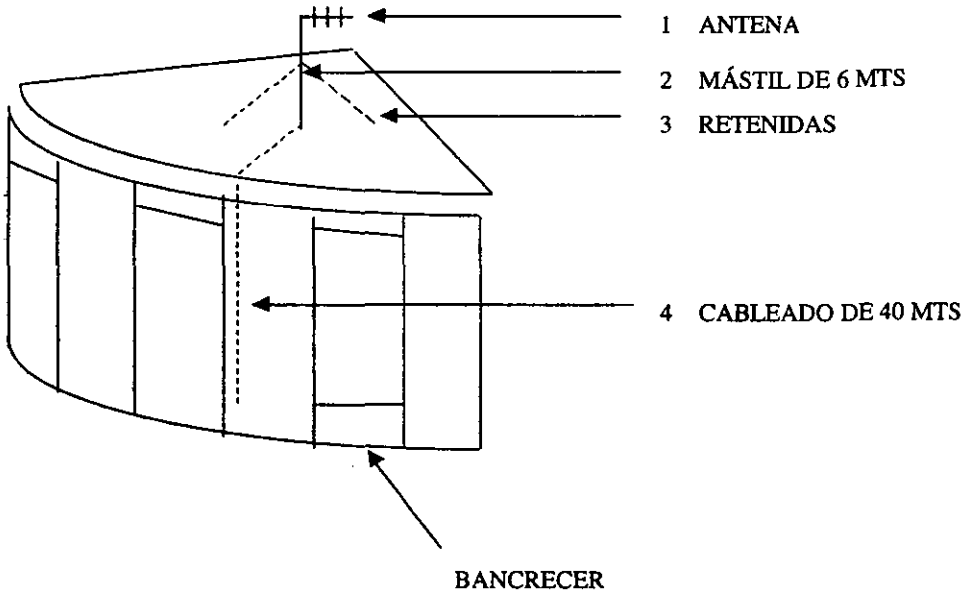 1 ANTENA
2 MÁSTIL DE 6 MTS
3 RETENIDAS
4 CABLEADO DE 40 MTS
BANCRECER